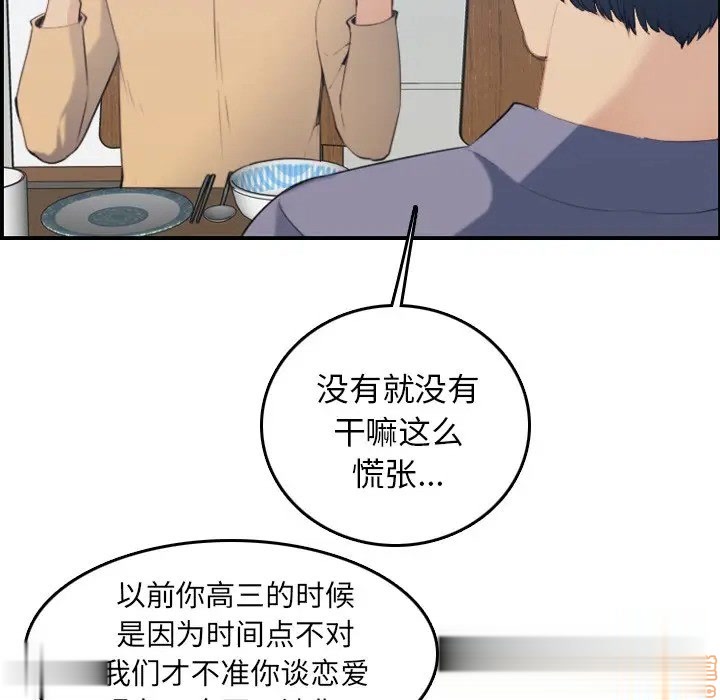 没有就没有
干嘛这么
慌张...
以前你高三的时候
是因为时间点不对
我们才不准你谈恋爱